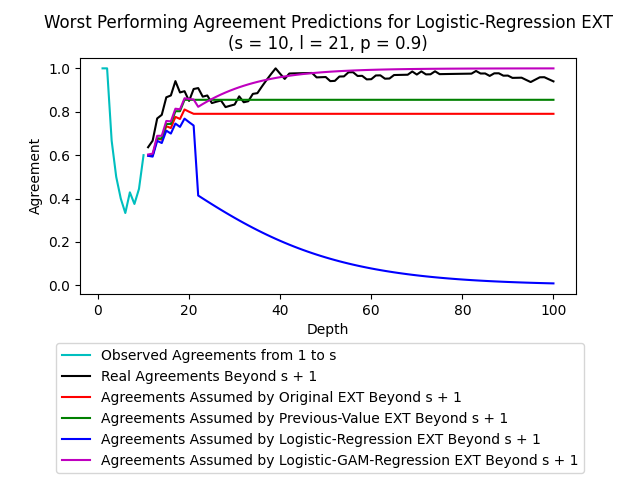 Worst Performing Agreement Predictions for Logistic-Regression EXT
(s = 10, l = 21, p = 0.9)
1.0
0.8
0.6
0.4
0.2
0.0
Agreement
0 20 40 60 80 100
Depth
Observed Agreements from 1 to s
Real Agreements Beyond s + 1
Agreements Assumed by Original EXT Beyond s + 1
Agreements Assumed by Previous-Value EXT Beyond s + 1
Agreements Assumed by Logistic-Regression EXT Beyond s + 1
Agreements Assumed by Logistic-GAM-Regression EXT Beyond s + 1